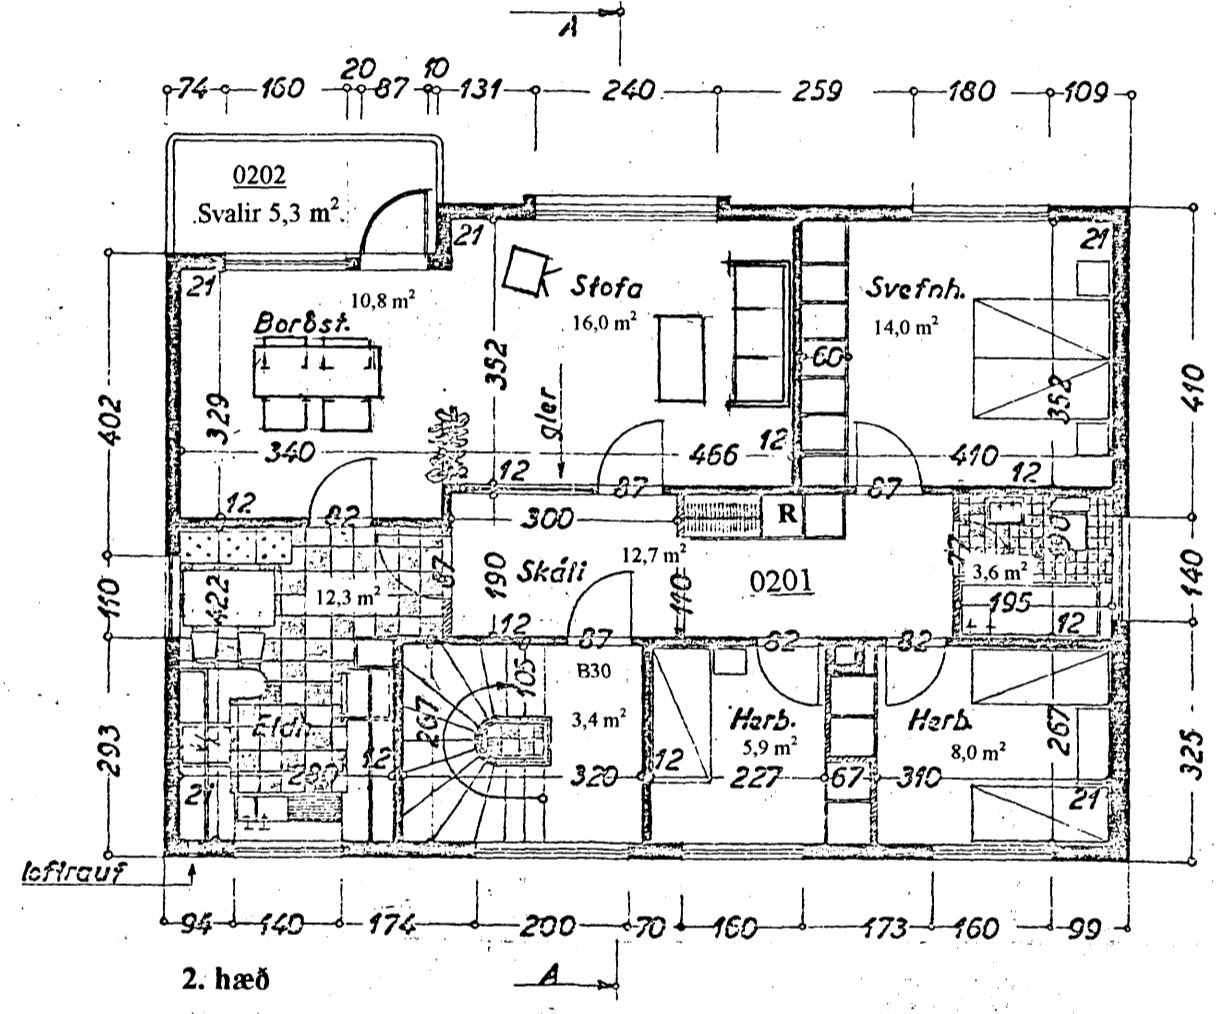 A
20 10
74 160 87 131 240 259 180 109
0202
Svalir 5,3 m²
21 21
21
10,8 m²
Stofa
16,0 m²
Svefnh.
14,0 m²
Borðst.
60
352
352
402
329
gler
410
340 466 12 410
12 12
12 82 87 87
300 R
12,7 m²
90
77
3,6 m²
Skáli
190
110
0201
87
110
422
12,3 m²
140
195
12 12
87 82 82
105
B30
267
3,4 m²
Herb.
5,9 m²
Herb.
8,0 m²
267
Eldh.
293
12 320 12 227 67 310
325
21 21
loftrauf
94 140 174 200 70 160 173 160 99
2. hæð
A